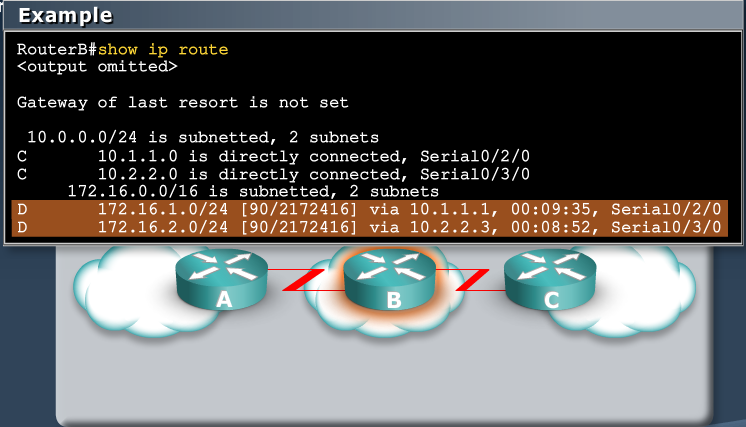 Example
RouterB#show ip route
<output omitted>
Gateway of last resort is not set
10.0.0.0/24 is subnetted, 2 subnets
C 10.1.1.0 is directly connected, Serial0/2/0
C 10.2.2.0 is directly connected, Serial0/3/0
172.16.0.0/16 is subnetted, 2 subnets
D 172.16.1.0/24 [90/2172416] via 10.1.1.1, 00:09:35, Serial0/2/0
D 172.16.2.0/24 [90/2172416] via 10.2.2.3, 00:08:52, Serial0/3/0
A B C